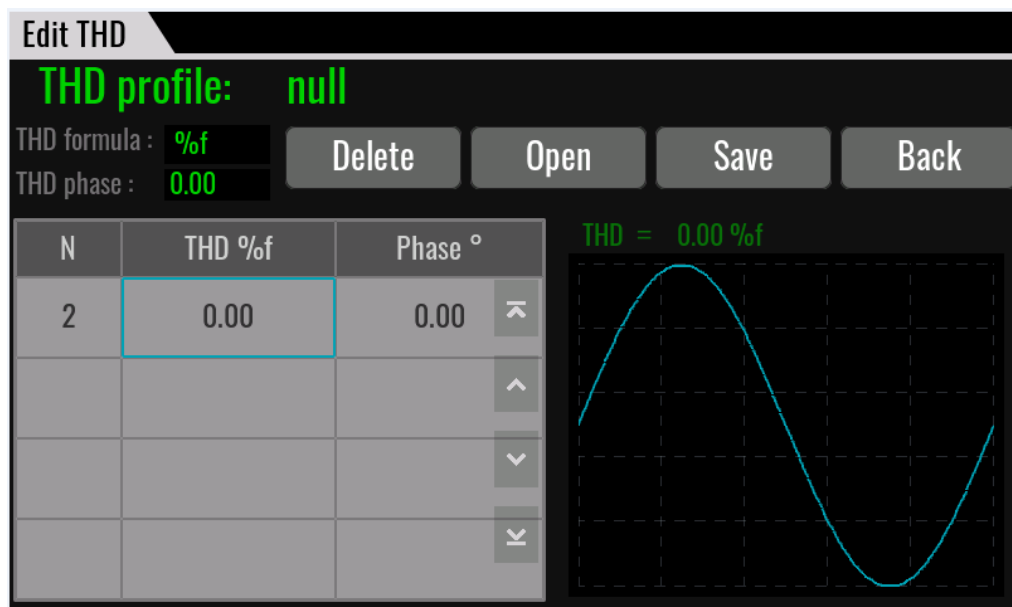 Edit THD
THD profile: null
THD formula : %f
THD phase : 0.00
Delete Open Save Back
N THD %f Phase °
2 0.00 0.00
THD = 0.00 %f